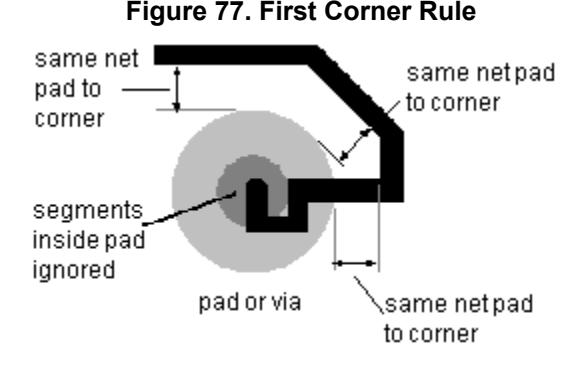 Figure 77. First Corner Rule
same net
pad to
corner
same net pad
to corner
segments
inside pad
ignored
pad or via
same net pad
to corner